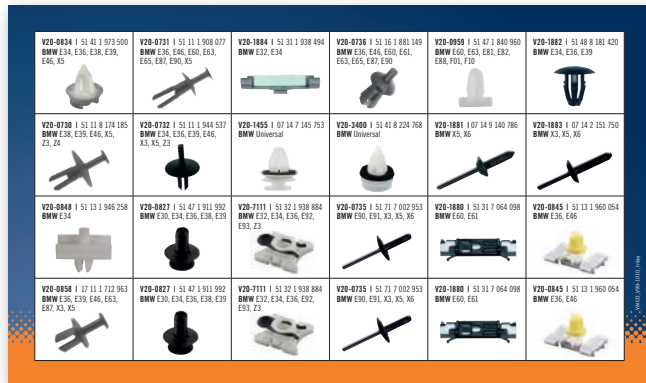 V20-0834 | 51 41 1 973 500
BMW E34, E36, E38, E39,
E46, X5
V20-0731 | 51 11 1 908 077
BMW E36, E46, E60, E63,
E65, E87, E90, X5
V20-1884 | 51 31 1 938 494
BMW E32, E34
V20-0736 | 51 16 1 881 149
BMW E36, E46, E60, E61,
E63, E65, E87, E90
V20-0959 | 51 47 1 840 960
BMW E60, E63, E81, E82,
E88, F01, F10
V20-1882 | 51 48 8 181 420
BMW E34, E36, E39
V20-0730 | 51 11 8 174 185
BMW E38, E39, E46, X5,
Z3, Z4
V20-0732 | 51 11 1 944 537
BMW E34, E36, E39, E46,
X3, X5, Z3
V20-1455 | 07 14 7 145 753
BMW Universal
V20-3400 | 51 41 8 224 768
BMW Universal
V20-1881 | 07 14 9 140 786
BMW X5, X6
V20-1883 | 07 14 2 151 750
BMW X3, X5, X6
V20-0848 | 51 13 1 946 258
BMW E34
V20-0827 | 51 47 1 911 992
BMW E30, E34, E36, E38, E39
V20-7111 | 51 32 1 938 884
BMW E32, E34, E36, E92,
E93, Z3
V20-0735 | 51 71 7 002 953
BMW E90, E91, X3, X5, X6
V20-1880 | 51 31 7 064 098
BMW E60, E61
V20-0845 | 51 13 1 960 054
BMW E36, E46
V20-0858 | 17 11 1 712 963
BMW E36, E39, E46, E63,
E87, X3, X5
V20-0827 | 51 47 1 911 992
BMW E30, E34, E36, E38, E39
V20-7111 | 51 32 1 938 884
BMW E32, E34, E36, E92,
E93, Z3
V20-0735 | 51 71 7 002 953
BMW E90, E91, X3, X5, X6
V20-1880 | 51 31 7 064 098
BMW E60, E61
V20-0845 | 51 13 1 960 054
BMW E36, E46